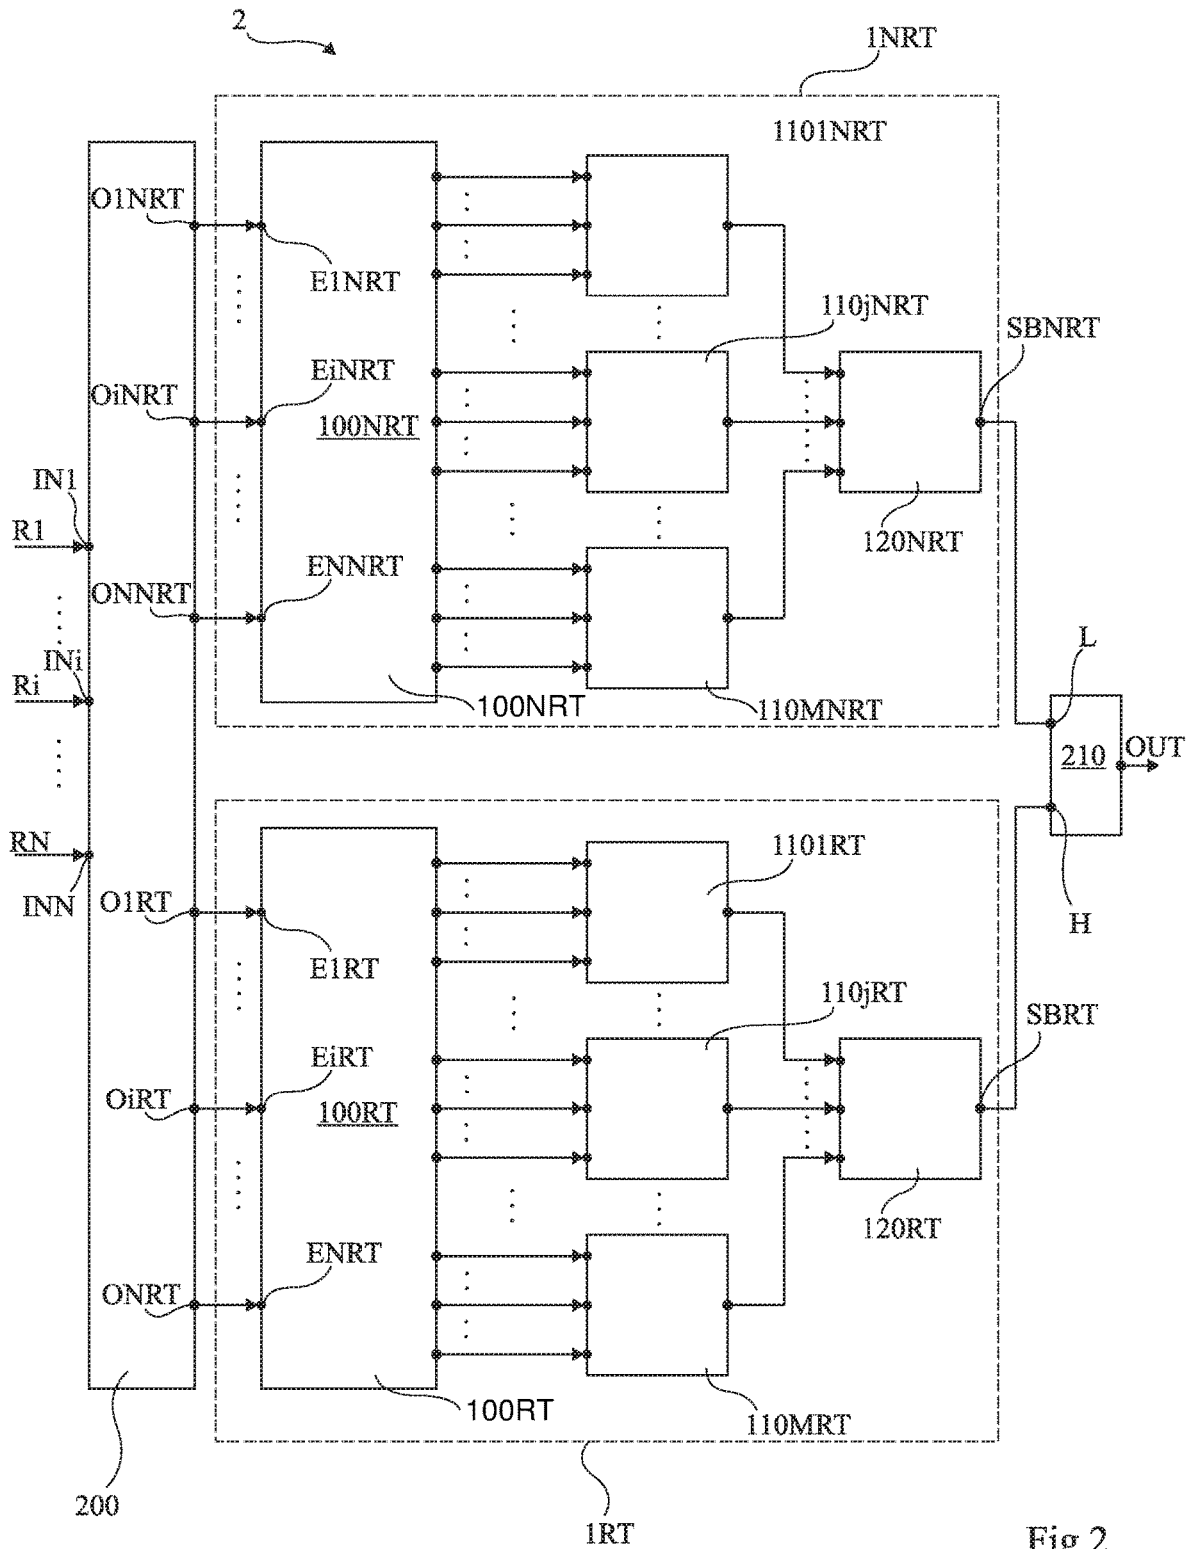 2
1NRT
1101NRT
O1NRT
E1NRT
110jNRT
SBNRT
OiNRT
EiNRT
100NRT
IN1
R1
120NRT
ONNRT
ENNRT
INi
Ri
L
100NRT
110MNRT
210
OUT
RN
INN
O1RT
1101RT
H
E1RT
110jRT
SBRT
OiRT
EiRT
100RT
120RT
ONRT
ENRT
100RT
110MRT
200
1RT
Fig 2